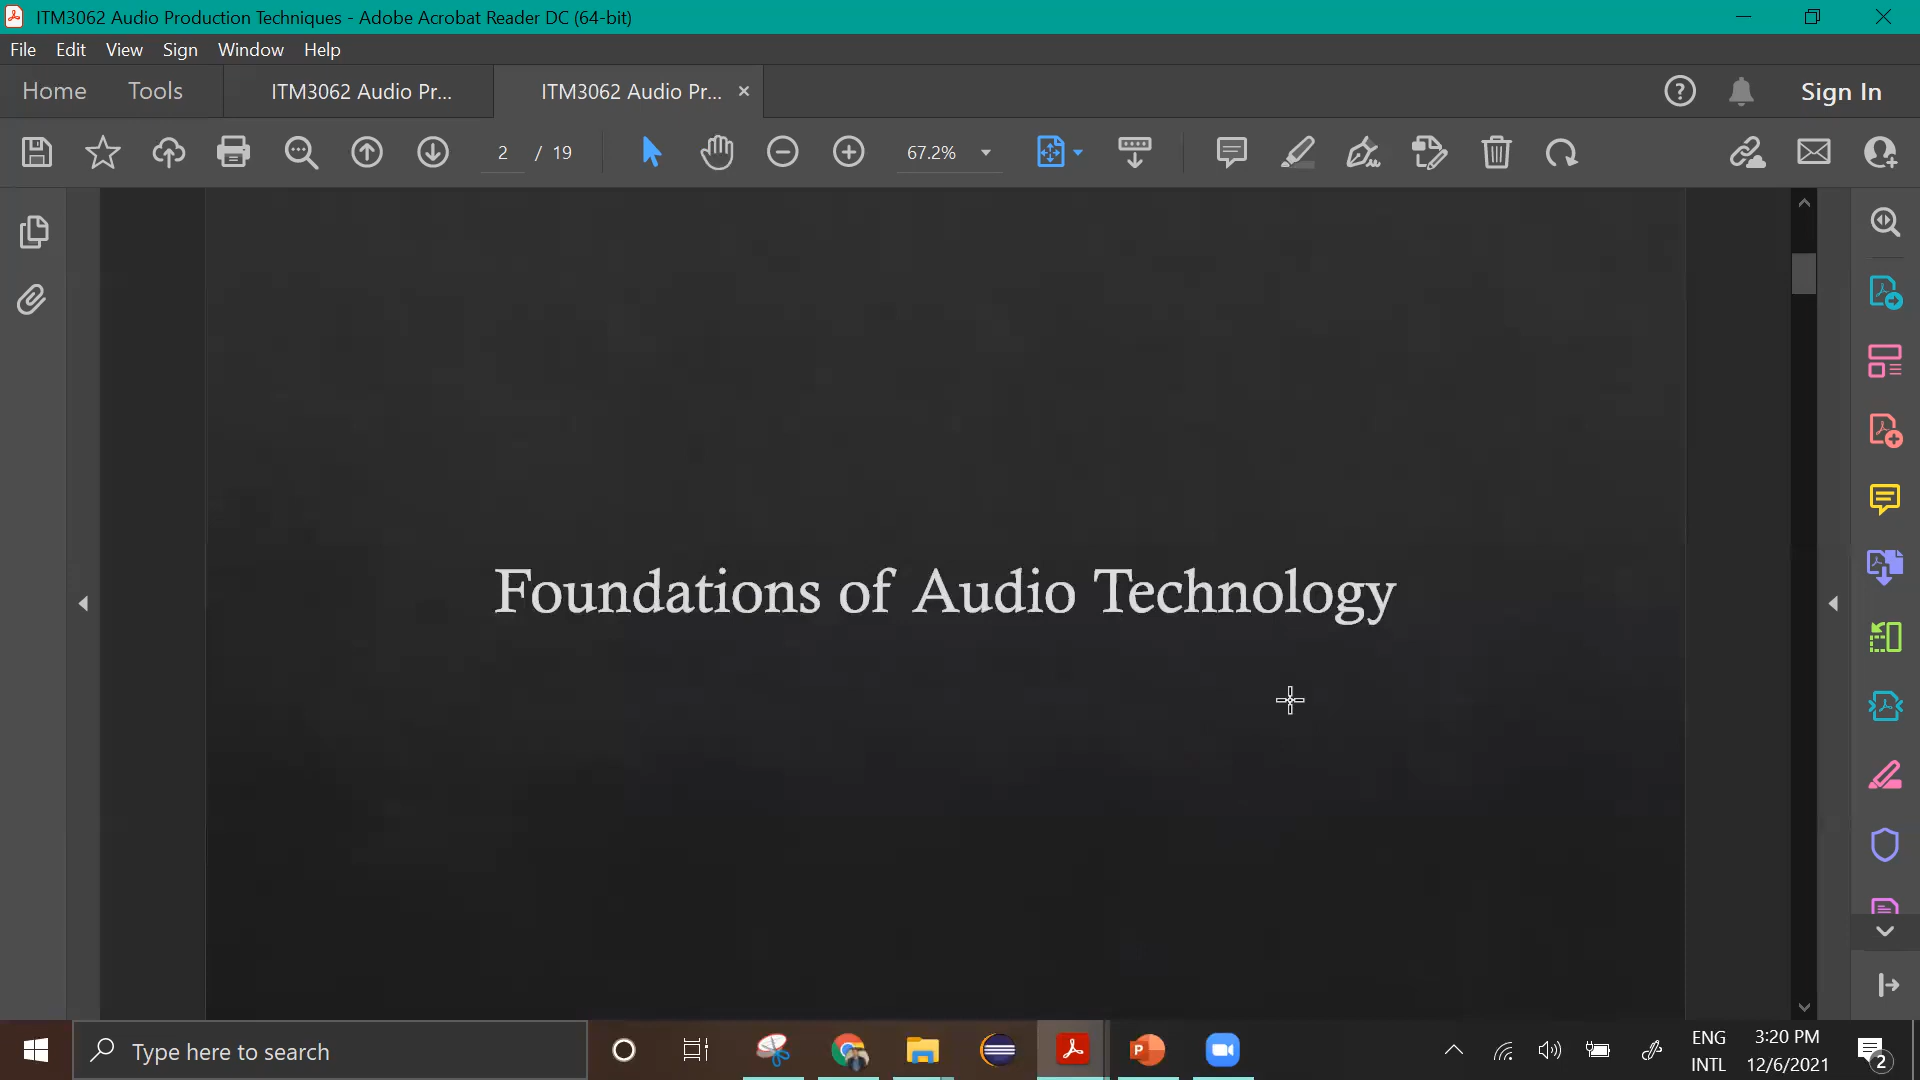 ITM3062 Audio Production Techniques - Adobe Acrobat Reader DC (64-bit)
File Edit View Sign Window Help
Home Tools ITM3062 Audio Pr... ITM3062 Audio Pr... Sign In
2 / 19 67.2%
Foundations of Audio Technology
Type here to search
ENG 3:20 PM
INTL 12/6/2021 2